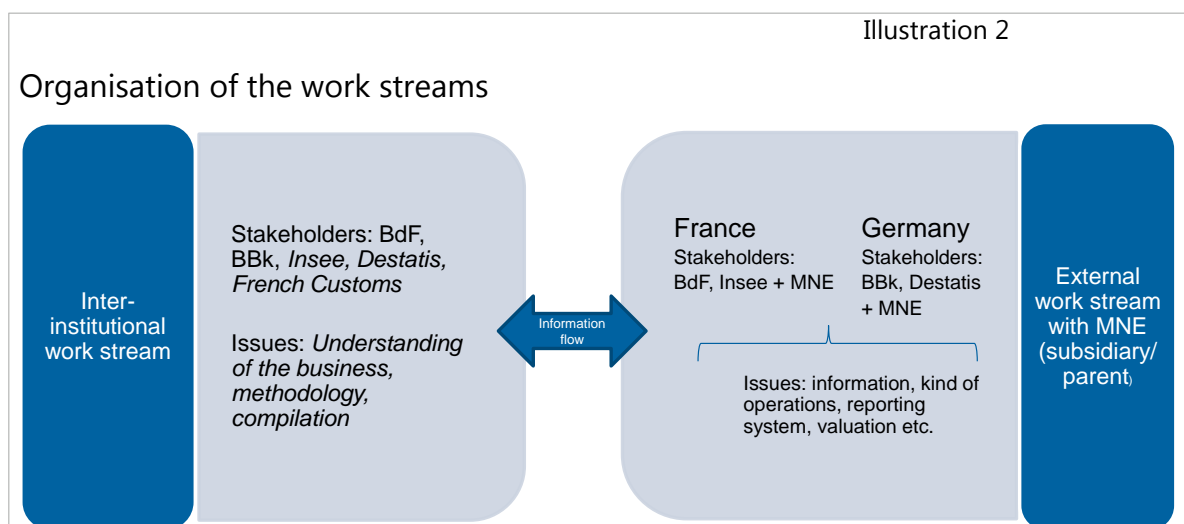 Illustration 2
Organisation of the work streams
Inter-
institutional
work stream
Stakeholders: BdF,
BBk, Insee, Destatis,
French Customs
Issues: Understanding
of the business,
methodology,
compilation
Information
flow
France
Stakeholders:
BdF, Insee + MNE
Germany
Stakeholders:
BBk, Destatis
+ MNE
Issues: information, kind of
operations, reporting
system, valuation etc.
External
work stream
with MNE
(subsidiary/
parent)